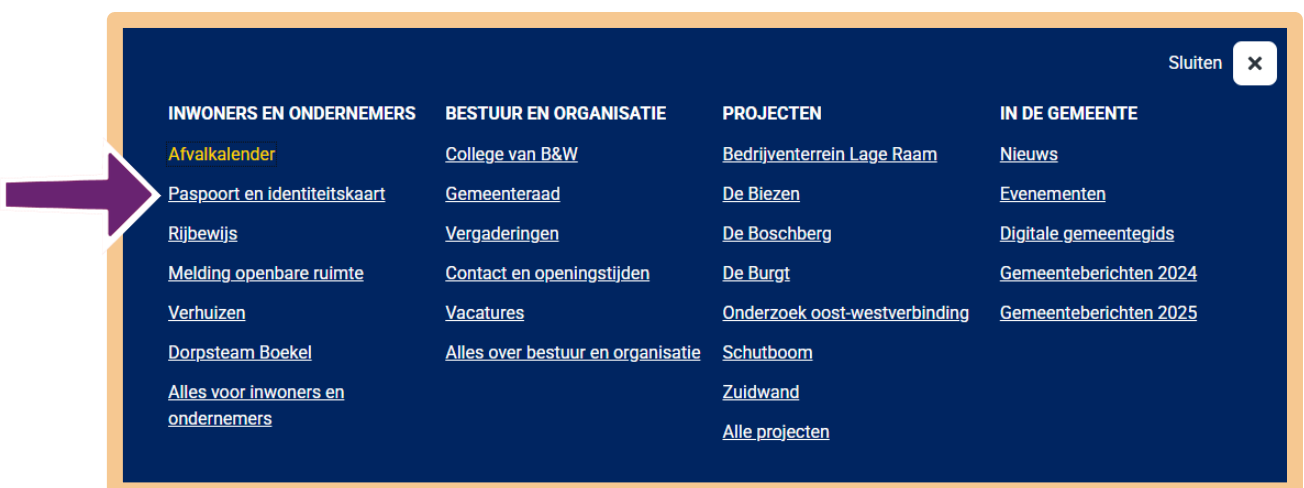 Sluiten
INWONERS EN ONDERNEMERS
Afvalkalender
Paspoort en identiteitskaart
Rijbewijs
Melding openbare ruimte
Verhuizen
Dorpsteam Boekel
Alles voor inwoners en
ondernemers
BESTUUR EN ORGANISATIE
College van B&W
Gemeenteraad
Vergaderingen
Contact en openingstijden
Vacatures
Alles over bestuur en organisatie
PROJECTEN
Bedrijventerrein Lage Raam
De Biezen
De Boschberg
De Burgt
Onderzoek oost-westverbinding
Schutboom
Zuidwand
Alle projecten
IN DE GEMEENTE
Nieuws
Evenementen
Digitale gemeentegids
Gemeenteberichten 2024
Gemeenteberichten 2025